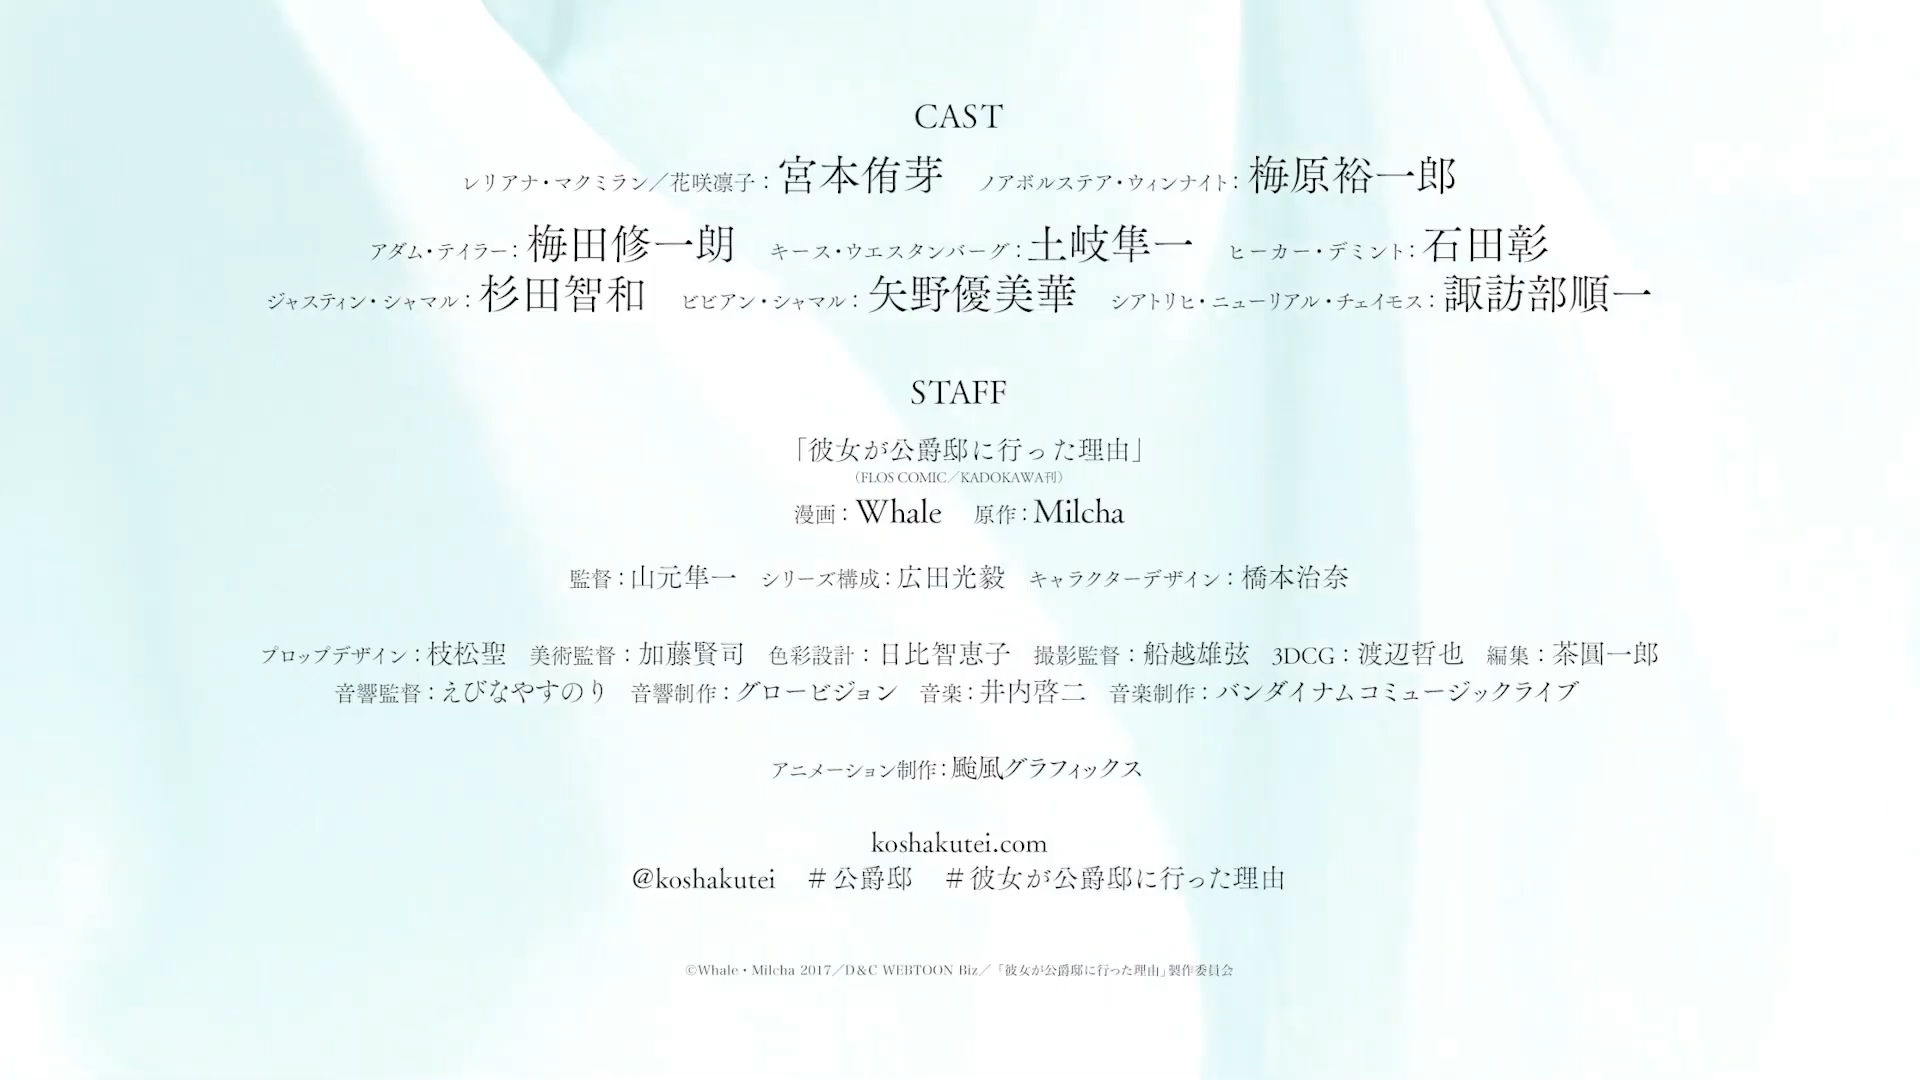 CAST
レリアナ・マクミラン／花咲凛子：宮本侑芽　ノアボルステア・ウィンナイト：梅原裕一郎
アダム・テイラー：梅田修一朗　キース・ウエスタンバーグ：土岐隼一　ヒーカー・デミント：石田彰
ジャスティン・シャマル：杉田智和　ビビアン・シャマル：矢野優美華　シアトリヒ・ニューリアル・チェイモス：諏訪部順一
STAFF
「彼女が公爵邸に行った理由」
（FLOS COMIC／KADOKAWA刊）
漫画：Whale　原作：Milcha
監督：山元隼一　シリーズ構成：広田光毅　キャラクターデザイン：橋本治奈
プロップデザイン：枝松聖　美術監督：加藤賢司　色彩設計：日比智恵子　撮影監督：船越雄弦　3DCG：渡辺哲也　編集：茶圓一郎
音響監督：えびなやすのり　音響制作：グロービジョン　音楽：井内啓二　音楽制作：バンダイナムコミュージックライブ
アニメーション制作：颱風グラフィックス
koshakutei.com
@koshakutei　＃公爵邸　＃彼女が公爵邸に行った理由
©Whale・Milcha 2017／D&C WEBTOON Biz／「彼女が公爵邸に行った理由」製作委員会